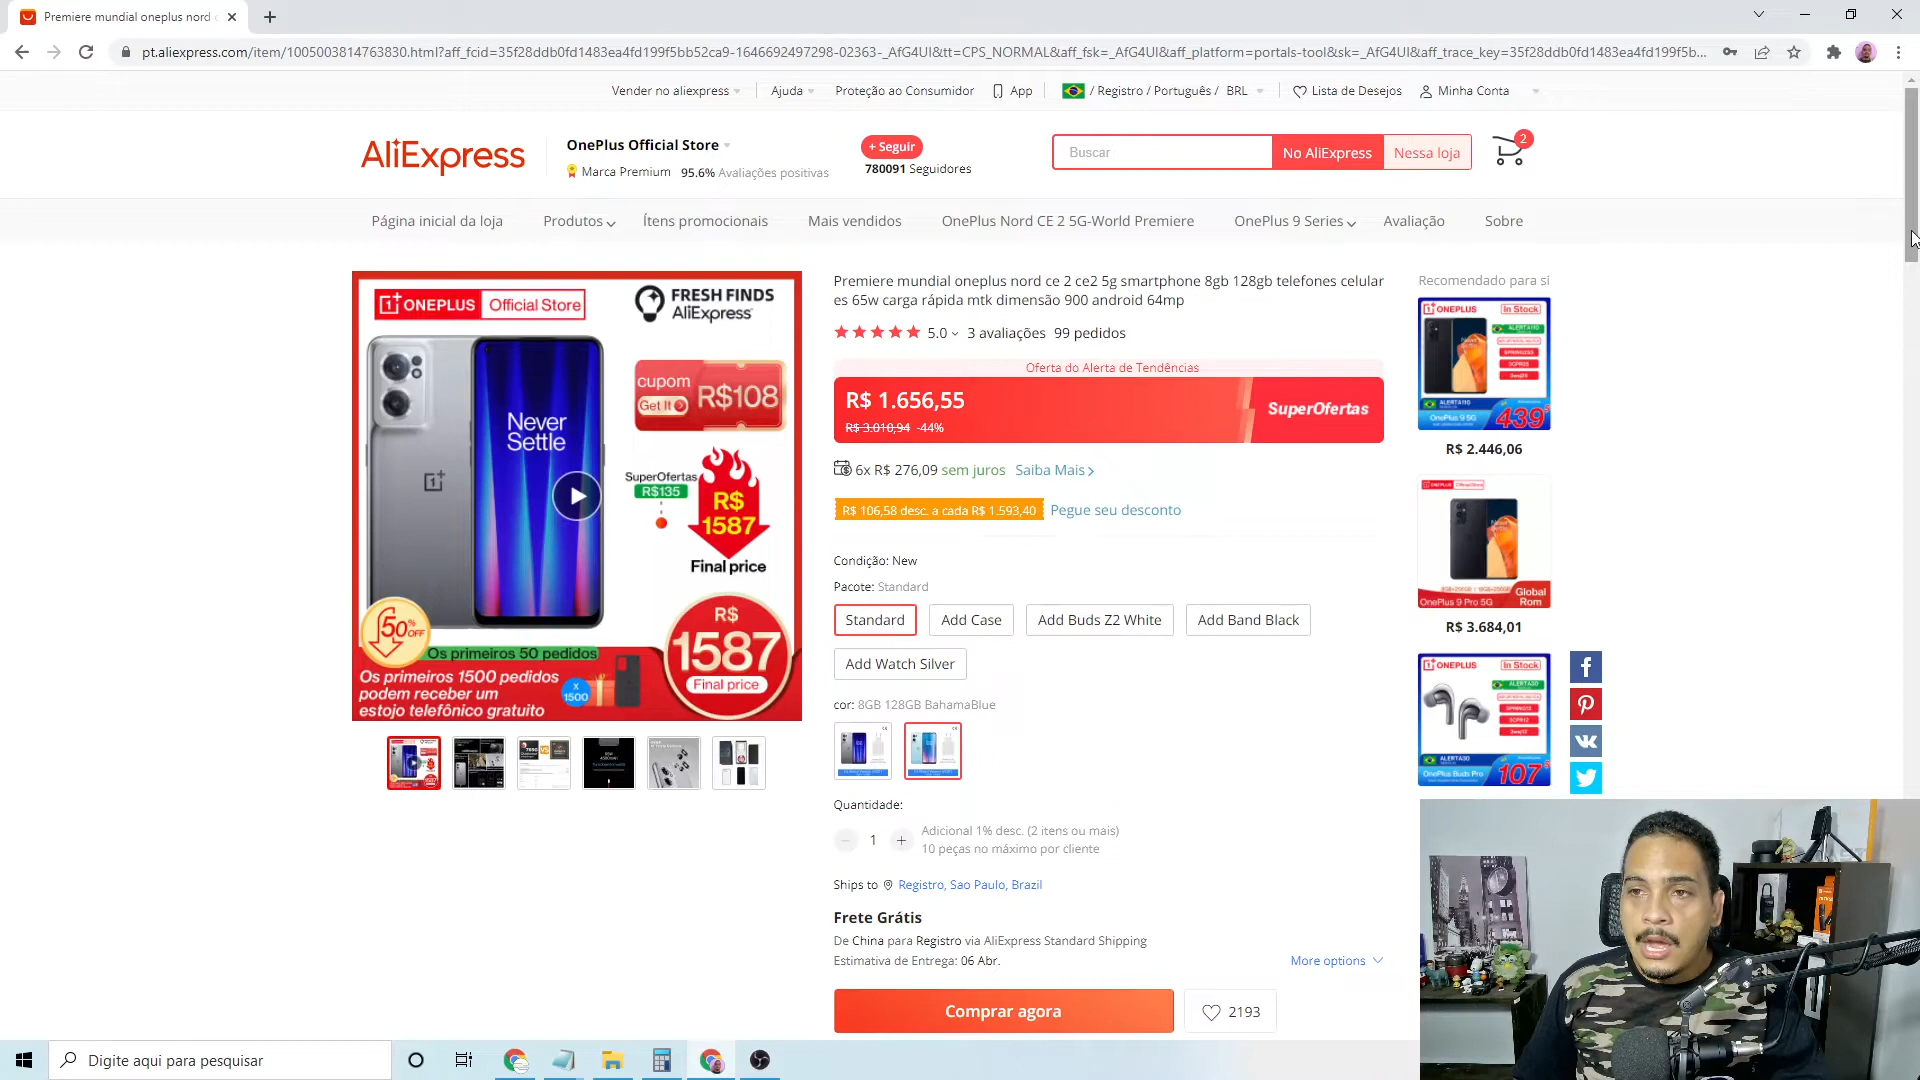 Premiere mundial oneplus nord c
pt.aliexpress.com/item/1005003814763830.html?aff_fcid=35f28ddb0fd1483ea4fd199f5bb52ca9-1646692497298-02363-_AfG4UI&tt=CPS_NORMAL&aff_fsk=_AfG4UI&aff_platform=portals-tool&sk=_AfG4UI&aff_trace_key=35f28ddb0fd1483ea4fd199f5b...
Vender no aliexpress Ajuda Proteção ao Consumidor App / Registro / Português / BRL Lista de Desejos Minha Conta
AliExpress
OnePlus Official Store
Marca Premium 95.6% Avaliações positivas
+ Seguir
780091 Seguidores
Buscar No AliExpress Nessa loja
2
Página inicial da loja Produtos Ítens promocionais Mais vendidos OnePlus Nord CE 2 5G-World Premiere OnePlus 9 Series Avaliação Sobre
ONEPLUS Official Store
FRESH FINDS
AliExpress
cupom
Get It
R$108
Never
Settle
SuperOfertas
R$135
R$
1587
Final price
50%
OFF
R$
1587
Final price
Os primeiros 50 pedidos
Os primeiros 1500 pedidos
podem receber um
estojo telefônico gratuito
X
1500
Premiere mundial oneplus nord ce 2 ce2 5g smartphone 8gb 128gb telefones celular
es 65w carga rápida mtk dimensão 900 android 64mp
5.0 3 avaliações 99 pedidos
Oferta do Alerta de Tendências
R$ 1.656,55
R$ 3.010,94 -44%
SuperOfertas
6x R$ 276,09 sem juros Saiba Mais
R$ 106,58 desc. a cada R$ 1.593,40 Pegue seu desconto
Condição: New
Pacote: Standard
Standard Add Case Add Buds Z2 White Add Band Black
Add Watch Silver
cor: 8GB 128GB BahamaBlue
Quantidade:
1
Adicional 1% desc. (2 itens ou mais)
10 peças no máximo por cliente
Ships to Registro, Sao Paulo, Brazil
Frete Grátis
De China para Registro via AliExpress Standard Shipping
Estimativa de Entrega: 06 Abr.
More options
Comprar agora
2193
Recomendado para si
In Stock
ALERTA110
OnePlus 9 5G
439
R$ 2.446,06
Global
Rom
OnePlus 9 Pro 5G
R$ 3.684,01
ONEPLUS
In Stock
ALERTA30
OnePlus Buds Pro
107
Digite aqui para pesquisar